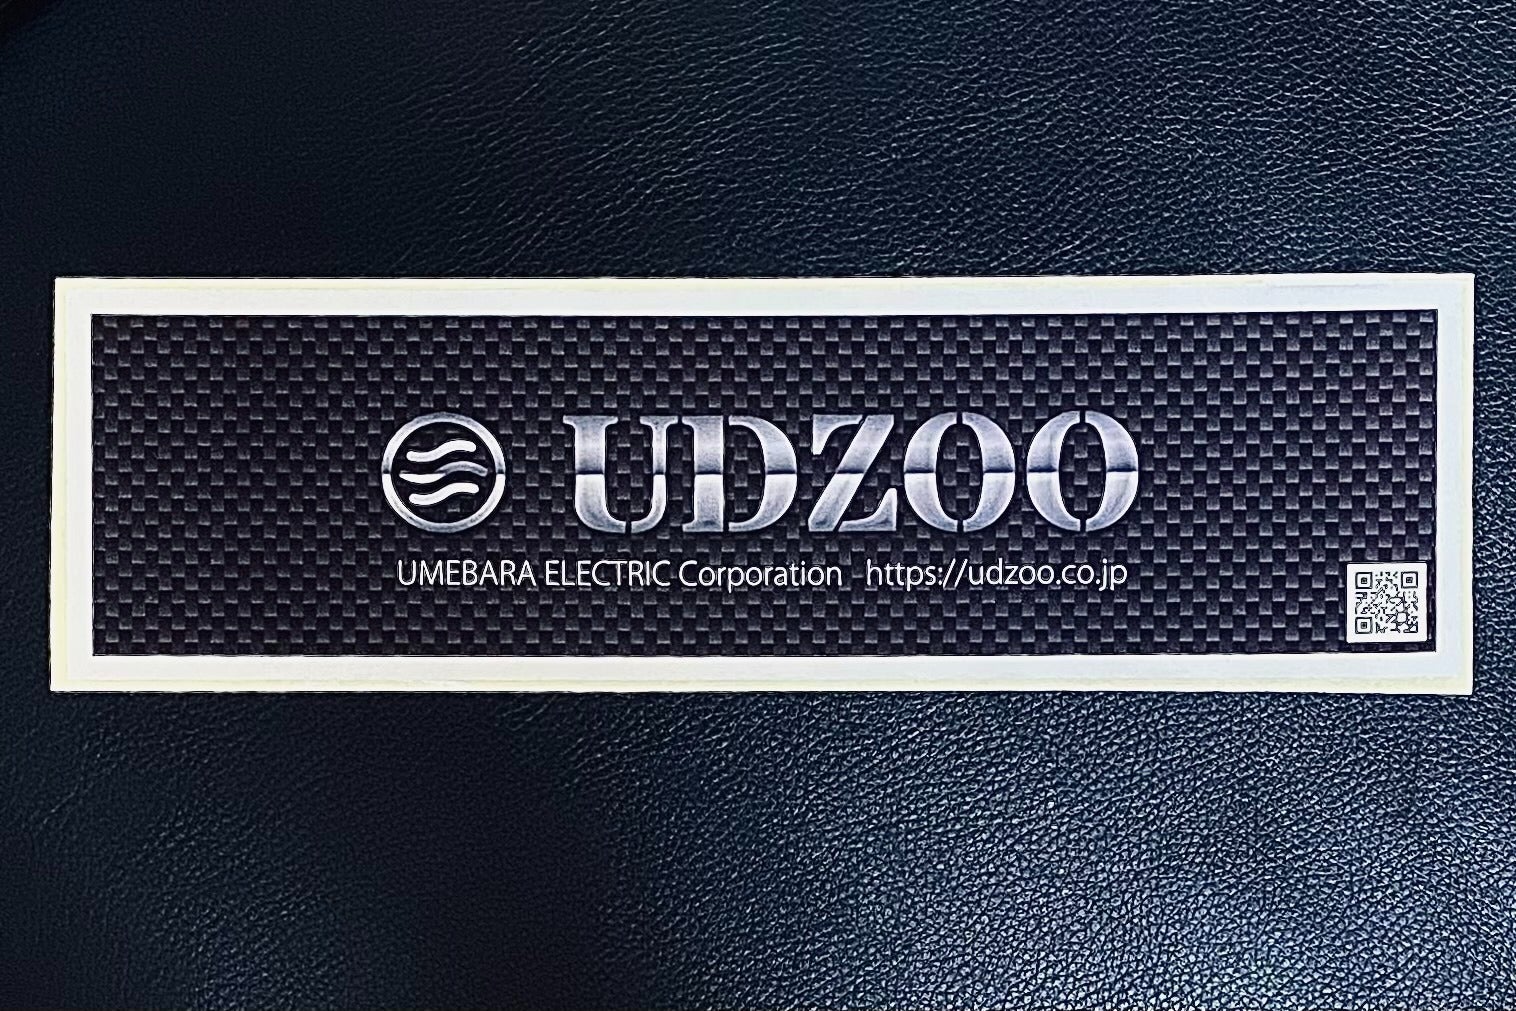 UDZOO
UMEBARA ELECTRIC Corporation https://udzoo.co.jp